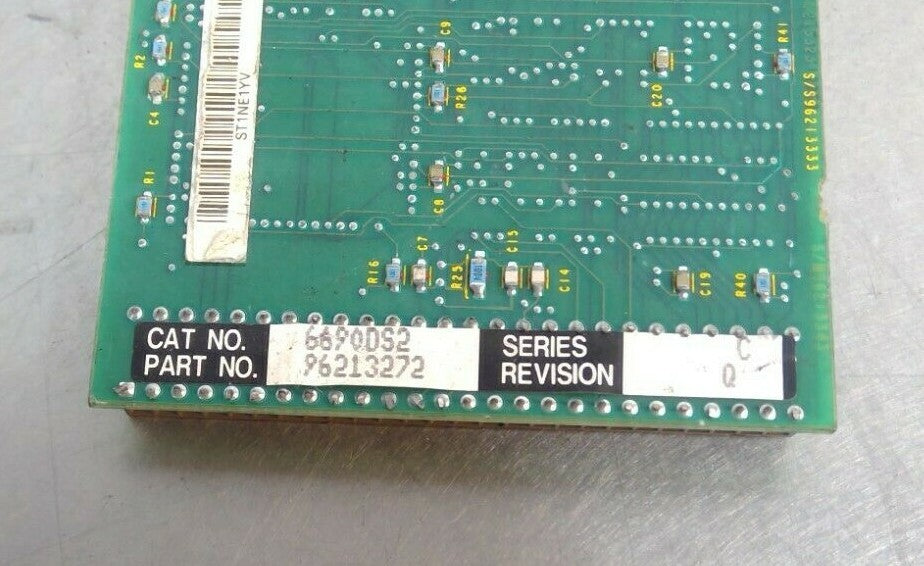 C9
R41
R2
R26
C20
C4
ST1NE1YV
S/S96213333
R1
C8
R16
C7
R25
C15
C14
C19
R40
CAT NO. 6690DS2 SERIES C
PART NO. 96213272 REVISION Q